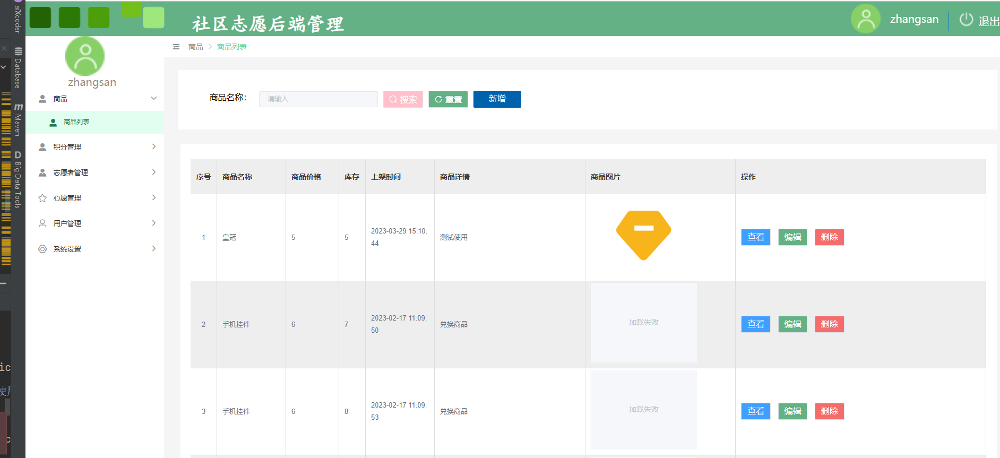 社区志愿后端管理
zhangsan
退出
aiXcoder
Database
m
Maven
D
Big Data Tools
zhangsan
商品
商品列表
积分管理
志愿者管理
心愿管理
用户管理
系统设置
商品 > 商品列表
商品名称： 请输入 搜索 重置 新增
序号 商品名称 商品价格 库存 上架时间 商品详情 商品图片 操作
1 皇冠 5 5 2023-03-29 15:10:
44 测试使用 查看 编辑 删除
2 手机挂件 6 7 2023-02-17 11:09:
50 兑换商品 加载失败 查看 编辑 删除
3 手机挂件 6 8 2023-02-17 11:09:
53 兑换商品 加载失败 查看 编辑 删除
ic